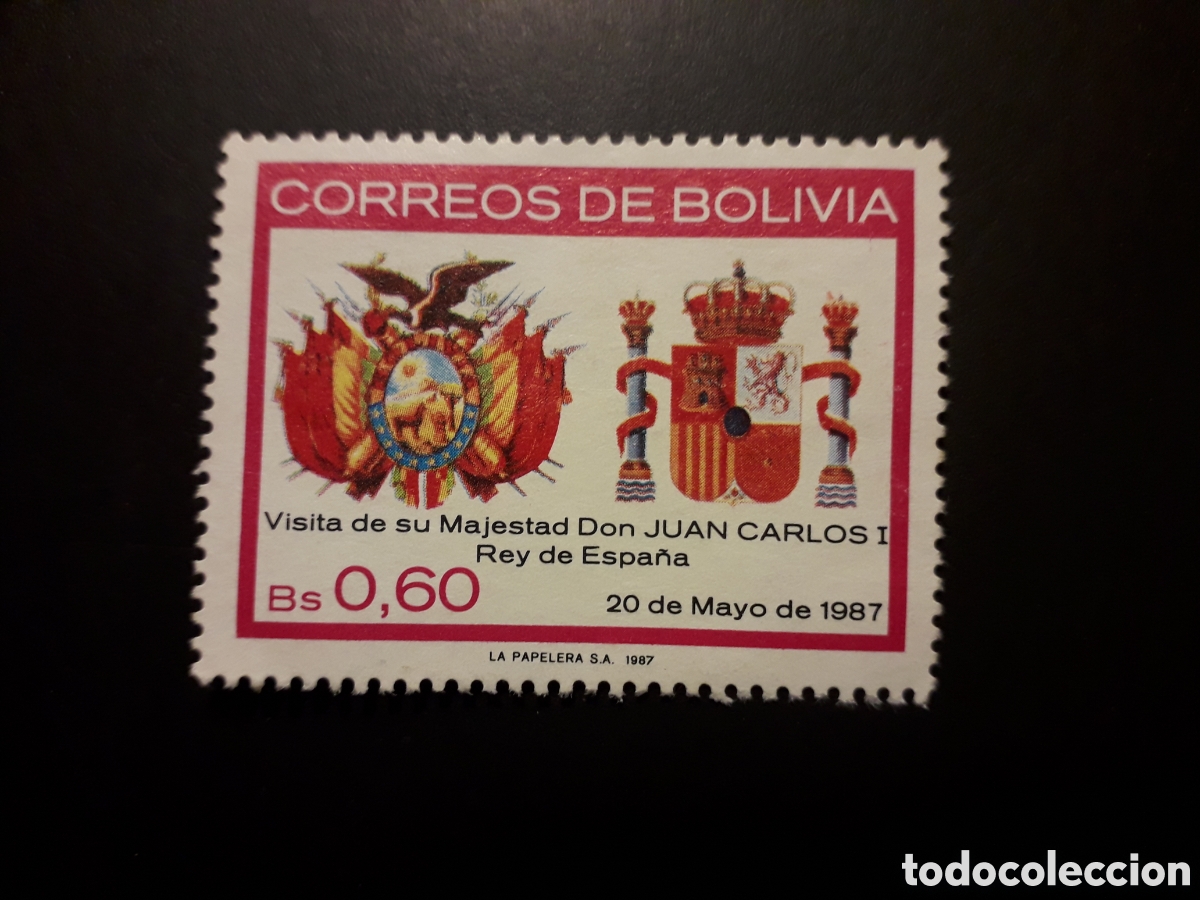 CORREOS DE BOLIVIA
Visita de su Majestad Don JUAN CARLOS I
Rey de España
Bs 0,60
20 de Mayo de 1987
LA PAPELERA S.A. 1987
todocoleccion